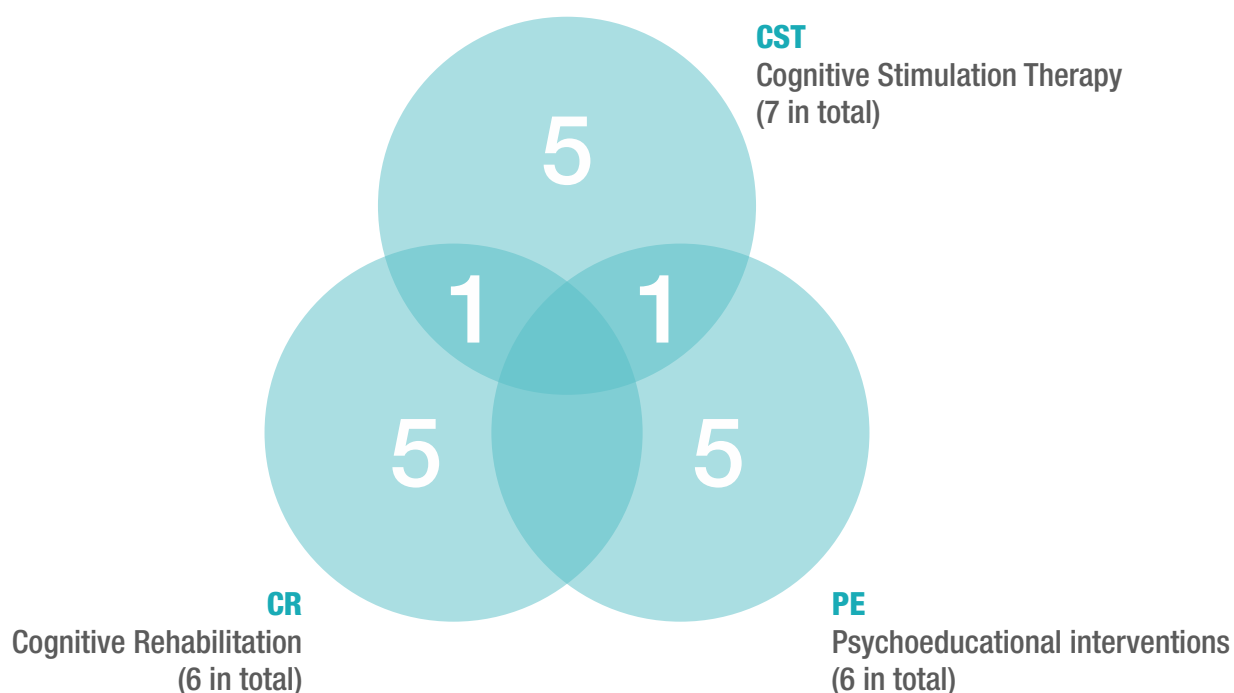 CST
Cognitive Stimulation Therapy
(7 in total)
5
1
1
5
5
CR
Cognitive Rehabilitation
(6 in total)
PE
Psychoeducational interventions
(6 in total)